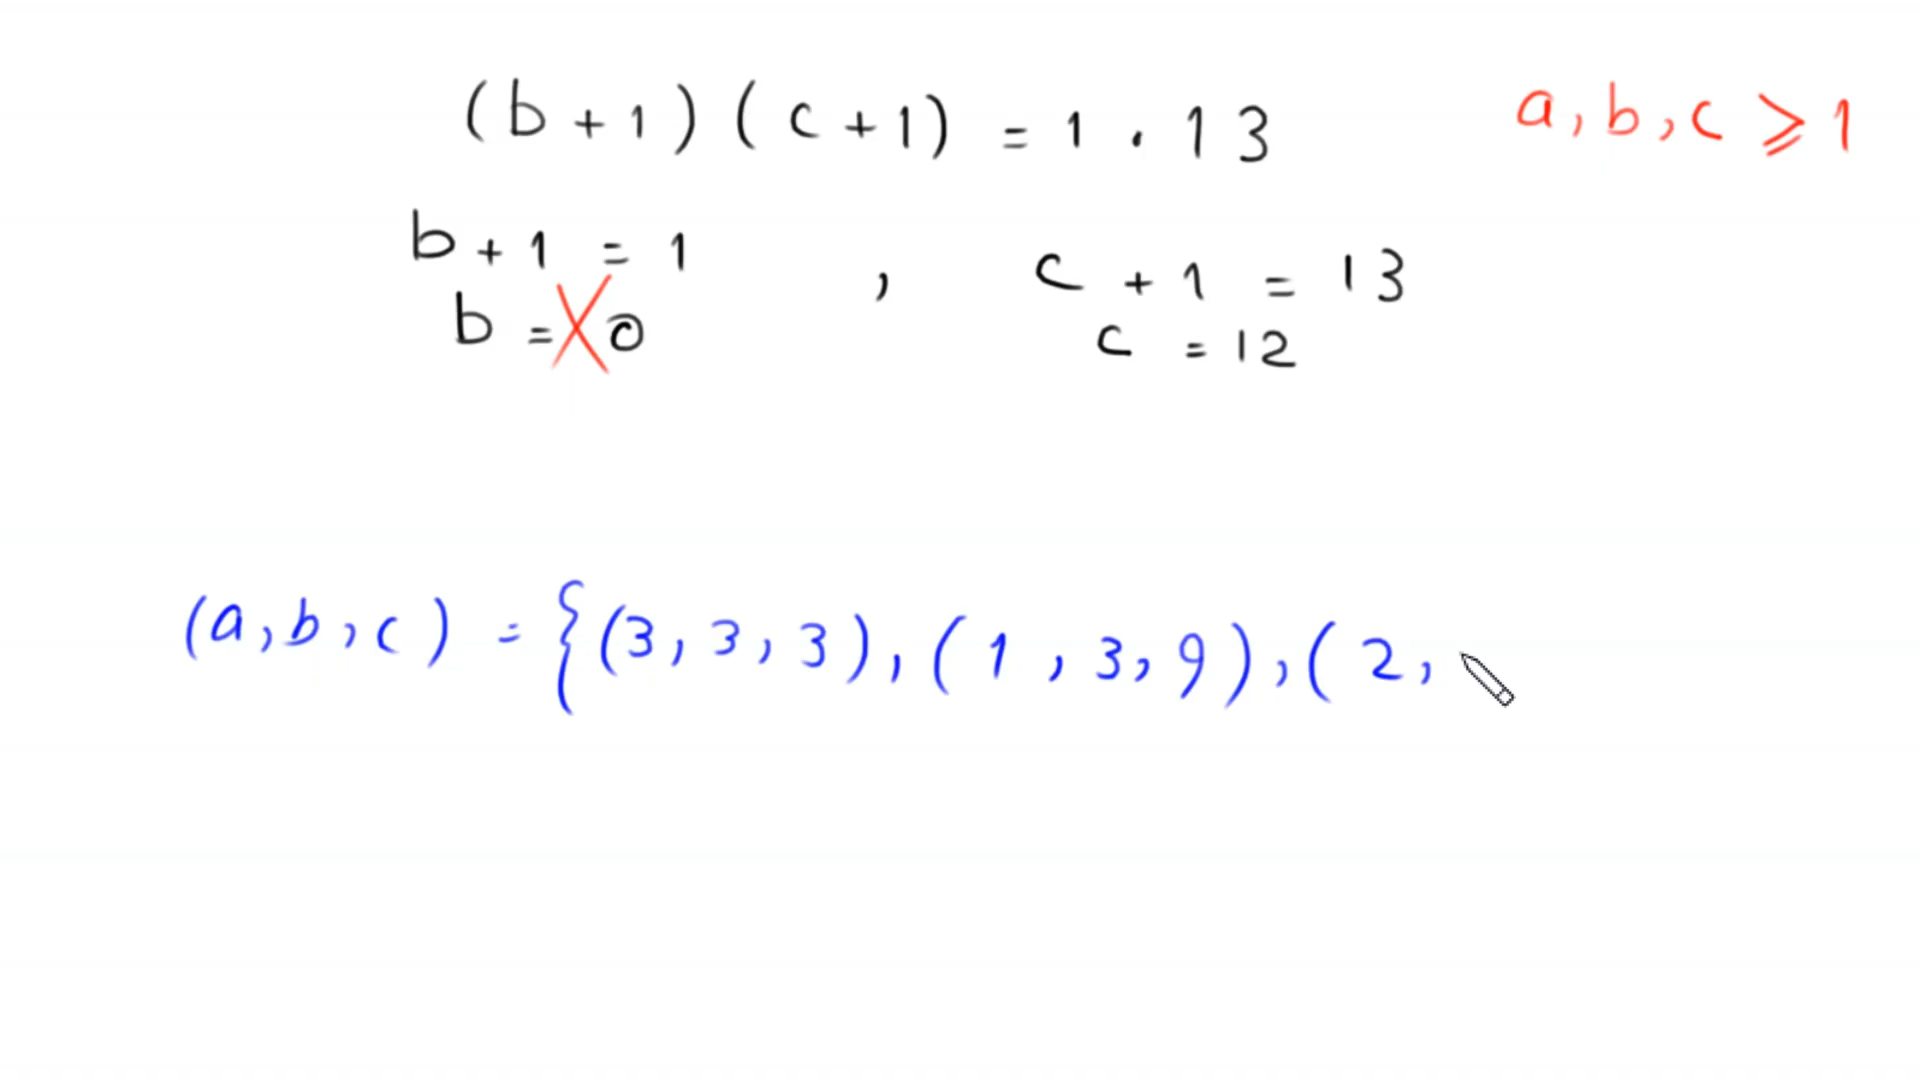 (b+1)(c+1) = 1 . 13 a,b,c ⩾ 1
b+1 = 1 , c+1 = 13
b = 0 c = 12
(a,b,c) = {(3,3,3),(1,3,9),(2,